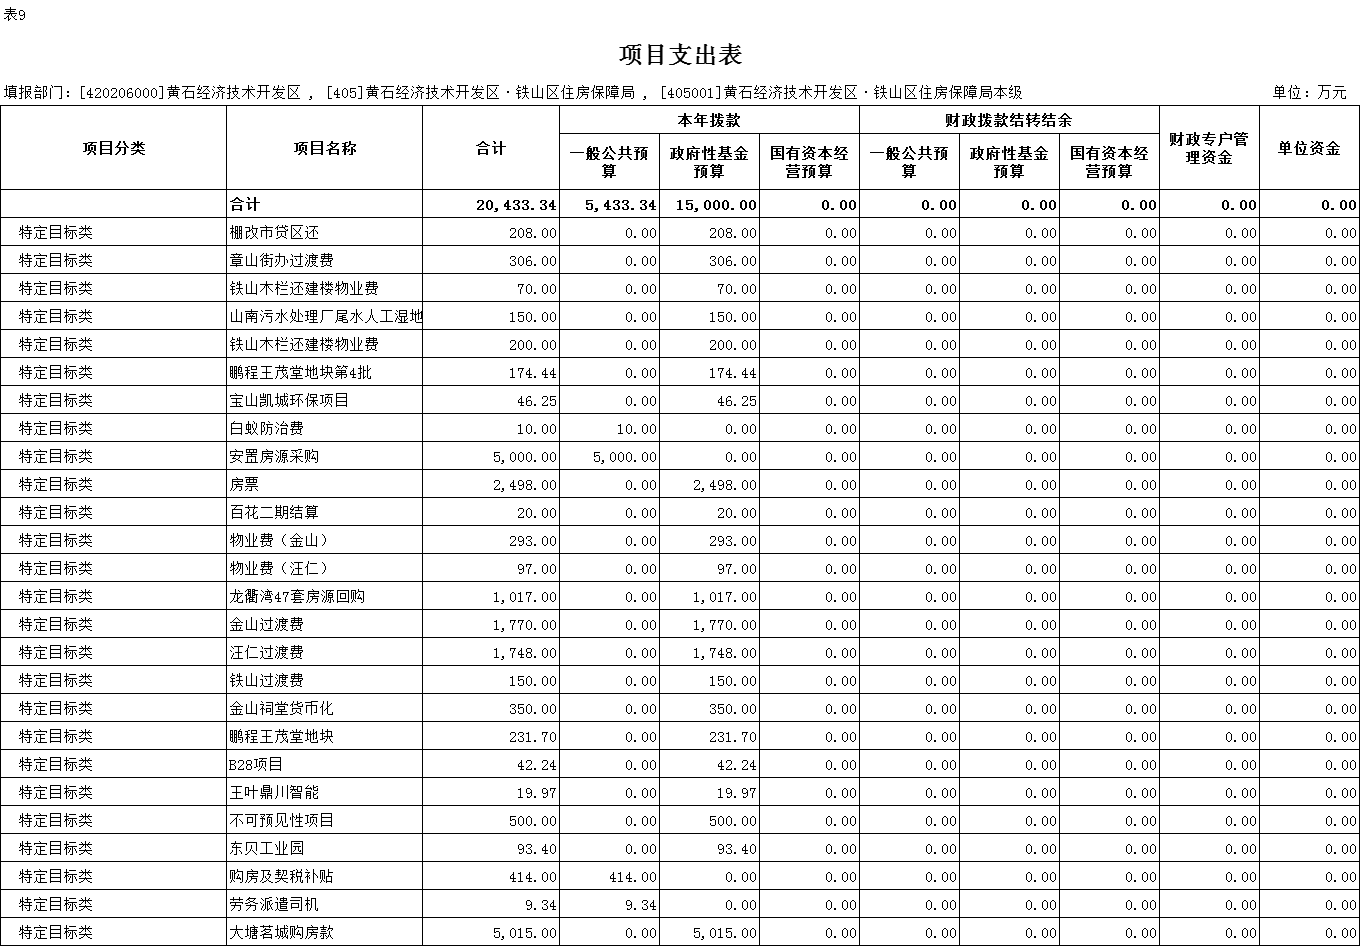 表9
项目支出表
填报部门：[420206000]黄石经济技术开发区 , [405]黄石经济技术开发区·铁山区住房保障局 , [405001]黄石经济技术开发区·铁山区住房保障局本级 单位：万元
项目分类 项目名称 合计 本年拨款 财政拨款结转结余 财政专户管理资金 单位资金
一般公共预算 政府性基金预算 国有资本经营预算 一般公共预算 政府性基金预算 国有资本经营预算
合计 20,433.34 5,433.34 15,000.00 0.00 0.00 0.00 0.00 0.00 0.00
特定目标类 棚改市贷区还 208.00 0.00 208.00 0.00 0.00 0.00 0.00 0.00 0.00
特定目标类 章山街办过渡费 306.00 0.00 306.00 0.00 0.00 0.00 0.00 0.00 0.00
特定目标类 铁山木栏还建楼物业费 70.00 0.00 70.00 0.00 0.00 0.00 0.00 0.00 0.00
特定目标类 山南污水处理厂尾水人工湿地 150.00 0.00 150.00 0.00 0.00 0.00 0.00 0.00 0.00
特定目标类 铁山木栏还建楼物业费 200.00 0.00 200.00 0.00 0.00 0.00 0.00 0.00 0.00
特定目标类 鹏程王茂堂地块第4批 174.44 0.00 174.44 0.00 0.00 0.00 0.00 0.00 0.00
特定目标类 宝山凯城环保项目 46.25 0.00 46.25 0.00 0.00 0.00 0.00 0.00 0.00
特定目标类 白蚁防治费 10.00 10.00 0.00 0.00 0.00 0.00 0.00 0.00 0.00
特定目标类 安置房源采购 5,000.00 5,000.00 0.00 0.00 0.00 0.00 0.00 0.00 0.00
特定目标类 房票 2,498.00 0.00 2,498.00 0.00 0.00 0.00 0.00 0.00 0.00
特定目标类 百花二期结算 20.00 0.00 20.00 0.00 0.00 0.00 0.00 0.00 0.00
特定目标类 物业费（金山） 293.00 0.00 293.00 0.00 0.00 0.00 0.00 0.00 0.00
特定目标类 物业费（汪仁） 97.00 0.00 97.00 0.00 0.00 0.00 0.00 0.00 0.00
特定目标类 龙衢湾47套房源回购 1,017.00 0.00 1,017.00 0.00 0.00 0.00 0.00 0.00 0.00
特定目标类 金山过渡费 1,770.00 0.00 1,770.00 0.00 0.00 0.00 0.00 0.00 0.00
特定目标类 汪仁过渡费 1,748.00 0.00 1,748.00 0.00 0.00 0.00 0.00 0.00 0.00
特定目标类 铁山过渡费 150.00 0.00 150.00 0.00 0.00 0.00 0.00 0.00 0.00
特定目标类 金山祠堂货币化 350.00 0.00 350.00 0.00 0.00 0.00 0.00 0.00 0.00
特定目标类 鹏程王茂堂地块 231.70 0.00 231.70 0.00 0.00 0.00 0.00 0.00 0.00
特定目标类 B28项目 42.24 0.00 42.24 0.00 0.00 0.00 0.00 0.00 0.00
特定目标类 王叶鼎川智能 19.97 0.00 19.97 0.00 0.00 0.00 0.00 0.00 0.00
特定目标类 不可预见性项目 500.00 0.00 500.00 0.00 0.00 0.00 0.00 0.00 0.00
特定目标类 东贝工业园 93.40 0.00 93.40 0.00 0.00 0.00 0.00 0.00 0.00
特定目标类 购房及契税补贴 414.00 414.00 0.00 0.00 0.00 0.00 0.00 0.00 0.00
特定目标类 劳务派遣司机 9.34 9.34 0.00 0.00 0.00 0.00 0.00 0.00 0.00
特定目标类 大塘茗城购房款 5,015.00 0.00 5,015.00 0.00 0.00 0.00 0.00 0.00 0.00